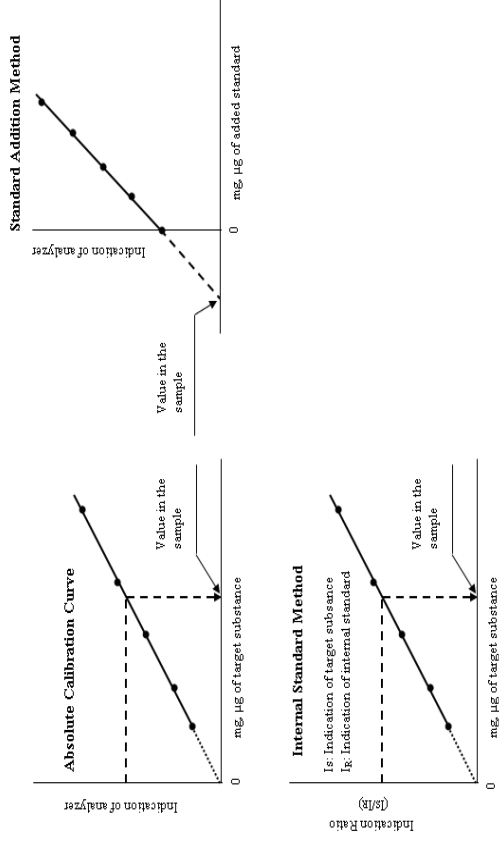 Absolute Calibration Curve
Indication of analyzer
Value in the
sample
0
mg, µg of target substance
Standard Addition Method
Indication of analyzer
Value in the
sample
0
mg, µg of added standard
Internal Standard Method
Is: Indication of target subsance
IR: Indication of internal standard
Indication Ratio
(Is/IR)
Value in the
sample
0
mg, µg of target substance